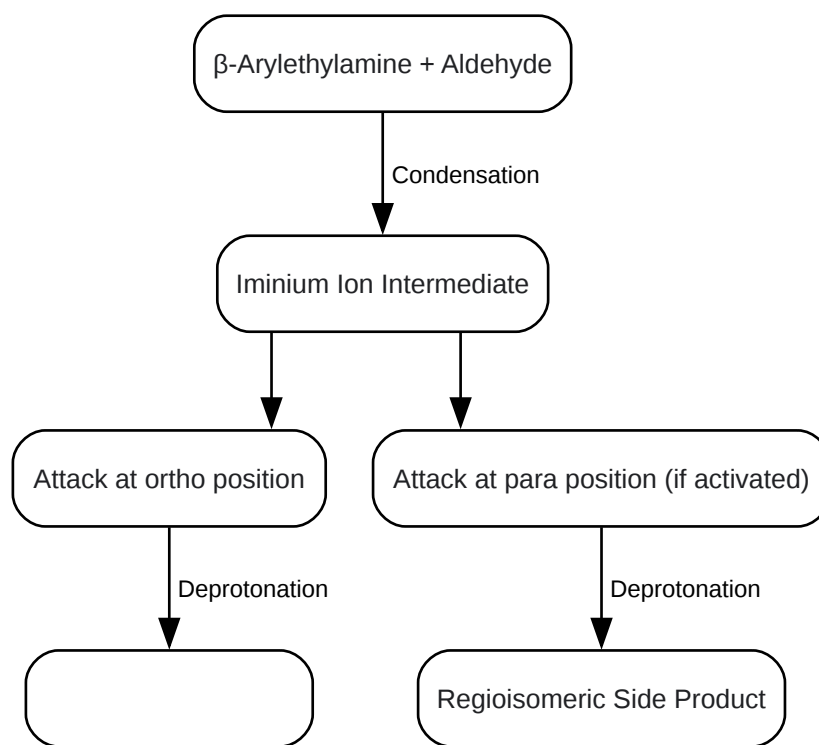 β-Arylethylamine + Aldehyde
Condensation
Iminium Ion Intermediate
Attack at ortho position
Attack at para position (if activated)
Deprotonation
Deprotonation
Regioisomeric Side Product